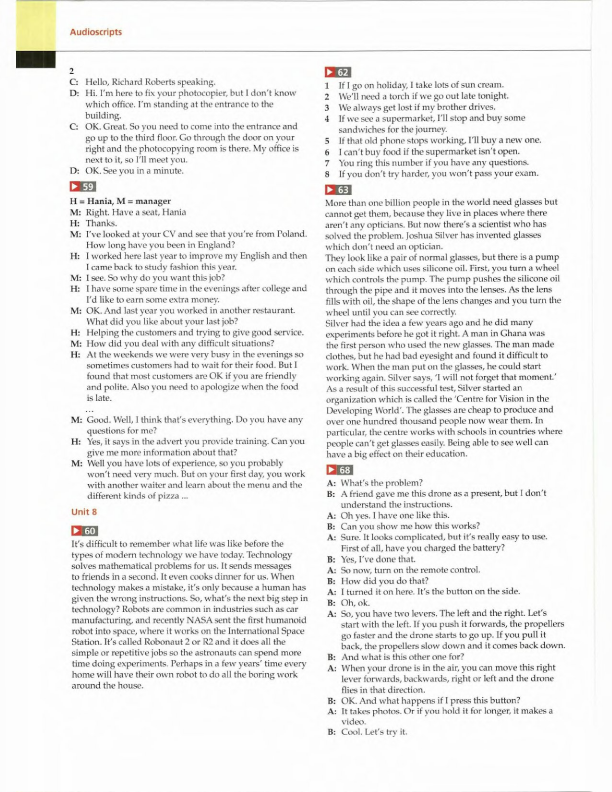 Audioscripts
2
C: Hello, Richard Roberts speaking.
D: Hi. I'm here to fix your photocopier, but I don't know
which office. I'm standing at the entrance to the
building.
C: OK. Great. So you need to come into the entrance and
go up to the third floor. Go through the door on your
right and the photocopying room is there. My office is
next to it, so I'll meet you.
D: OK. See you in a minute.
59
H = Hania, M = manager
M: Right. Have a seat, Hania
H: Thanks.
M: I've looked at your CV and see that you're from Poland.
How long have you been in England?
H: I worked here last year to improve my English and then
I came back to study fashion this year.
M: I see. So why do you want this job?
H: I have some spare time in the evenings after college and
I'd like to earn some extra money.
M: OK. And last year you worked in another restaurant.
What did you like about your last job?
H: Helping the customers and trying to give good service.
M: How did you deal with any difficult situations?
H: At the weekends we were very busy in the evenings so
sometimes customers had to wait for their food. But I
found that most customers are OK if you are friendly
and polite. Also you need to apologize when the food
is late.
...
M: Good. Well, I think that's everything. Do you have any
questions for me?
H: Yes, it says in the advert you provide training. Can you
give me more information about that?
M: Well you have lots of experience, so you probably
won't need very much. But on your first day, you work
with another waiter and learn about the menu and the
different kinds of pizza ...
Unit 8
60
It's difficult to remember what life was like before the
types of modern technology we have today. Technology
solves mathematical problems for us. It sends messages
to friends in a second. It even cooks dinner for us. When
technology makes a mistake, it's only because a human has
given the wrong instructions. So, what's the next big step in
technology? Robots are common in industries such as car
manufacturing, and recently NASA sent the first humanoid
robot into space, where it works on the International Space
Station. It's called Robonaut 2 or R2 and it does all the
simple or repetitive jobs so the astronauts can spend more
time doing experiments. Perhaps in a few years' time every
home will have their own robot to do all the boring work
around the house.
62
1 If I go on holiday, I take lots of sun cream.
2 We'll need a torch if we go out late tonight.
3 We always get lost if my brother drives.
4 If we see a supermarket, I'll stop and buy some
sandwiches for the journey.
5 If that old phone stops working, I'll buy a new one.
6 I can't buy food if the supermarket isn't open.
7 You ring this number if you have any questions.
8 If you don't try harder, you won't pass your exam.
63
More than one billion people in the world need glasses but
cannot get them, because they live in places where there
aren't any opticians. But now there's a scientist who has
solved the problem. Joshua Silver has invented glasses
which don't need an optician.
They look like a pair of normal glasses, but there is a pump
on each side which uses silicone oil. First, you turn a wheel
which controls the pump. The pump pushes the silicone oil
through the pipe and it moves into the lenses. As the lens
fills with oil, the shape of the lens changes and you turn the
wheel until you can see correctly.
Silver had the idea a few years ago and he did many
experiments before he got it right. A man in Ghana was
the first person who used the new glasses. The man made
clothes, but he had bad eyesight and found it difficult to
work. When the man put on the glasses, he could start
working again. Silver says, 'I will not forget that moment.'
As a result of this successful test, Silver started an
organization which is called the 'Centre for Vision in the
Developing World'. The glasses are cheap to produce and
over one hundred thousand people now wear them. In
particular, the centre works with schools in countries where
people can't get glasses easily. Being able to see well can
have a big effect on their education.
68
A: What's the problem?
B: A friend gave me this drone as a present, but I don't
understand the instructions.
A: Oh yes. I have one like this.
B: Can you show me how this works?
A: Sure. It looks complicated, but it's really easy to use.
First of all, have you charged the battery?
B: Yes, I've done that.
A: So now, turn on the remote control.
B: How did you do that?
A: I turned it on here. It's the button on the side.
B: Oh, ok.
A: So, you have two levers. The left and the right. Let's
start with the left. If you push it forwards, the propellers
go faster and the drone starts to go up. If you pull it
back, the propellers slow down and it comes back down.
B: And what is this other one for?
A: When your drone is in the air, you can move this right
lever forwards, backwards, right or left and the drone
flies in that direction.
B: OK. And what happens if I press this button?
A: It takes photos. Or if you hold it for longer, it makes a
video.
B: Cool. Let's try it.